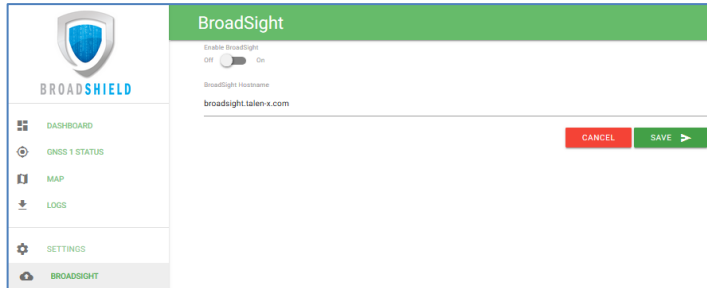 BROADSHIELD
DASHBOARD
GNSS 1 STATUS
MAP
LOGS
SETTINGS
BROADSIGHT
BroadSight
Enable BroadSight
Off On
BroadSight Hostname
broadsight.talen-x.com
CANCEL SAVE